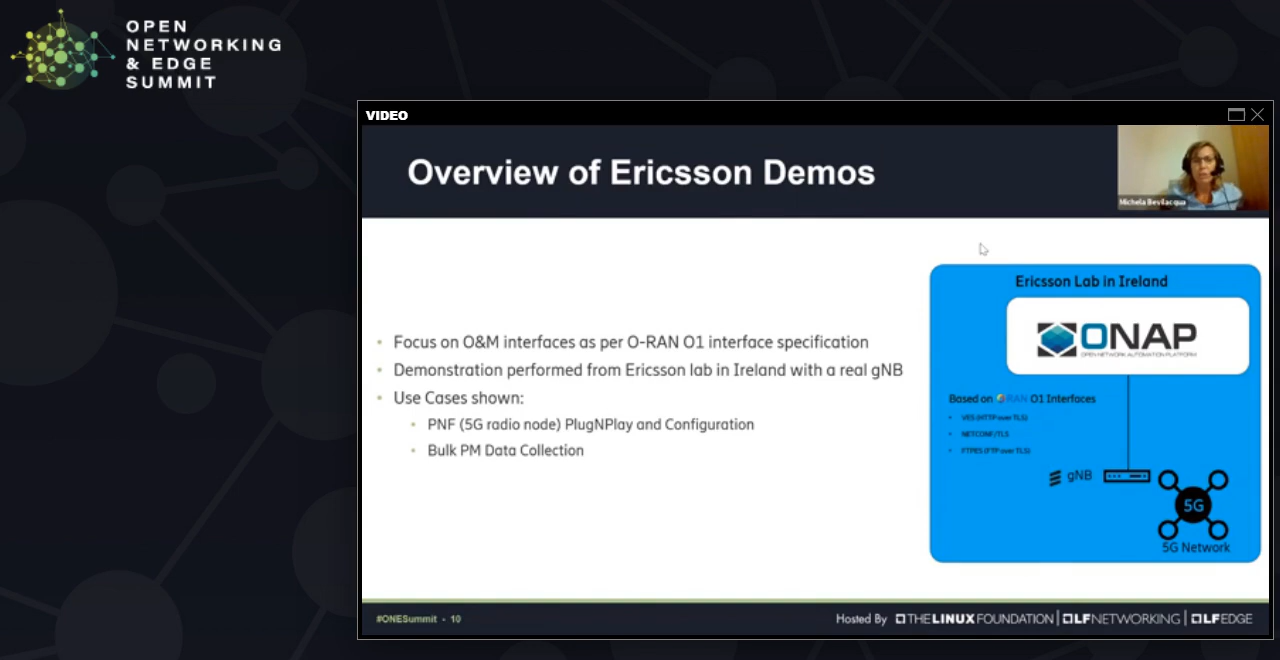 OPEN
NETWORKING
& EDGE
SUMMIT
VIDEO
Overview of Ericsson Demos
Michela Bevilacqua
• Focus on O&M interfaces as per O-RAN O1 interface specification
• Demonstration performed from Ericsson lab in Ireland with a real gNB
• Use Cases shown:
• PNF (5G radio node) PlugNPlay and Configuration
• Bulk PM Data Collection
Ericsson Lab in Ireland
ONAP
OPEN NETWORK AUTOMATION PLATFORM
Based on O-RAN O1 Interfaces
• VES (HTTP over TLS)
• NETCONF/TLS
• FTPES (FTP over TLS)
gNB
5G
5G Network
#ONESummit - 10
Hosted By THE LINUX FOUNDATION | LF NETWORKING | LF EDGE